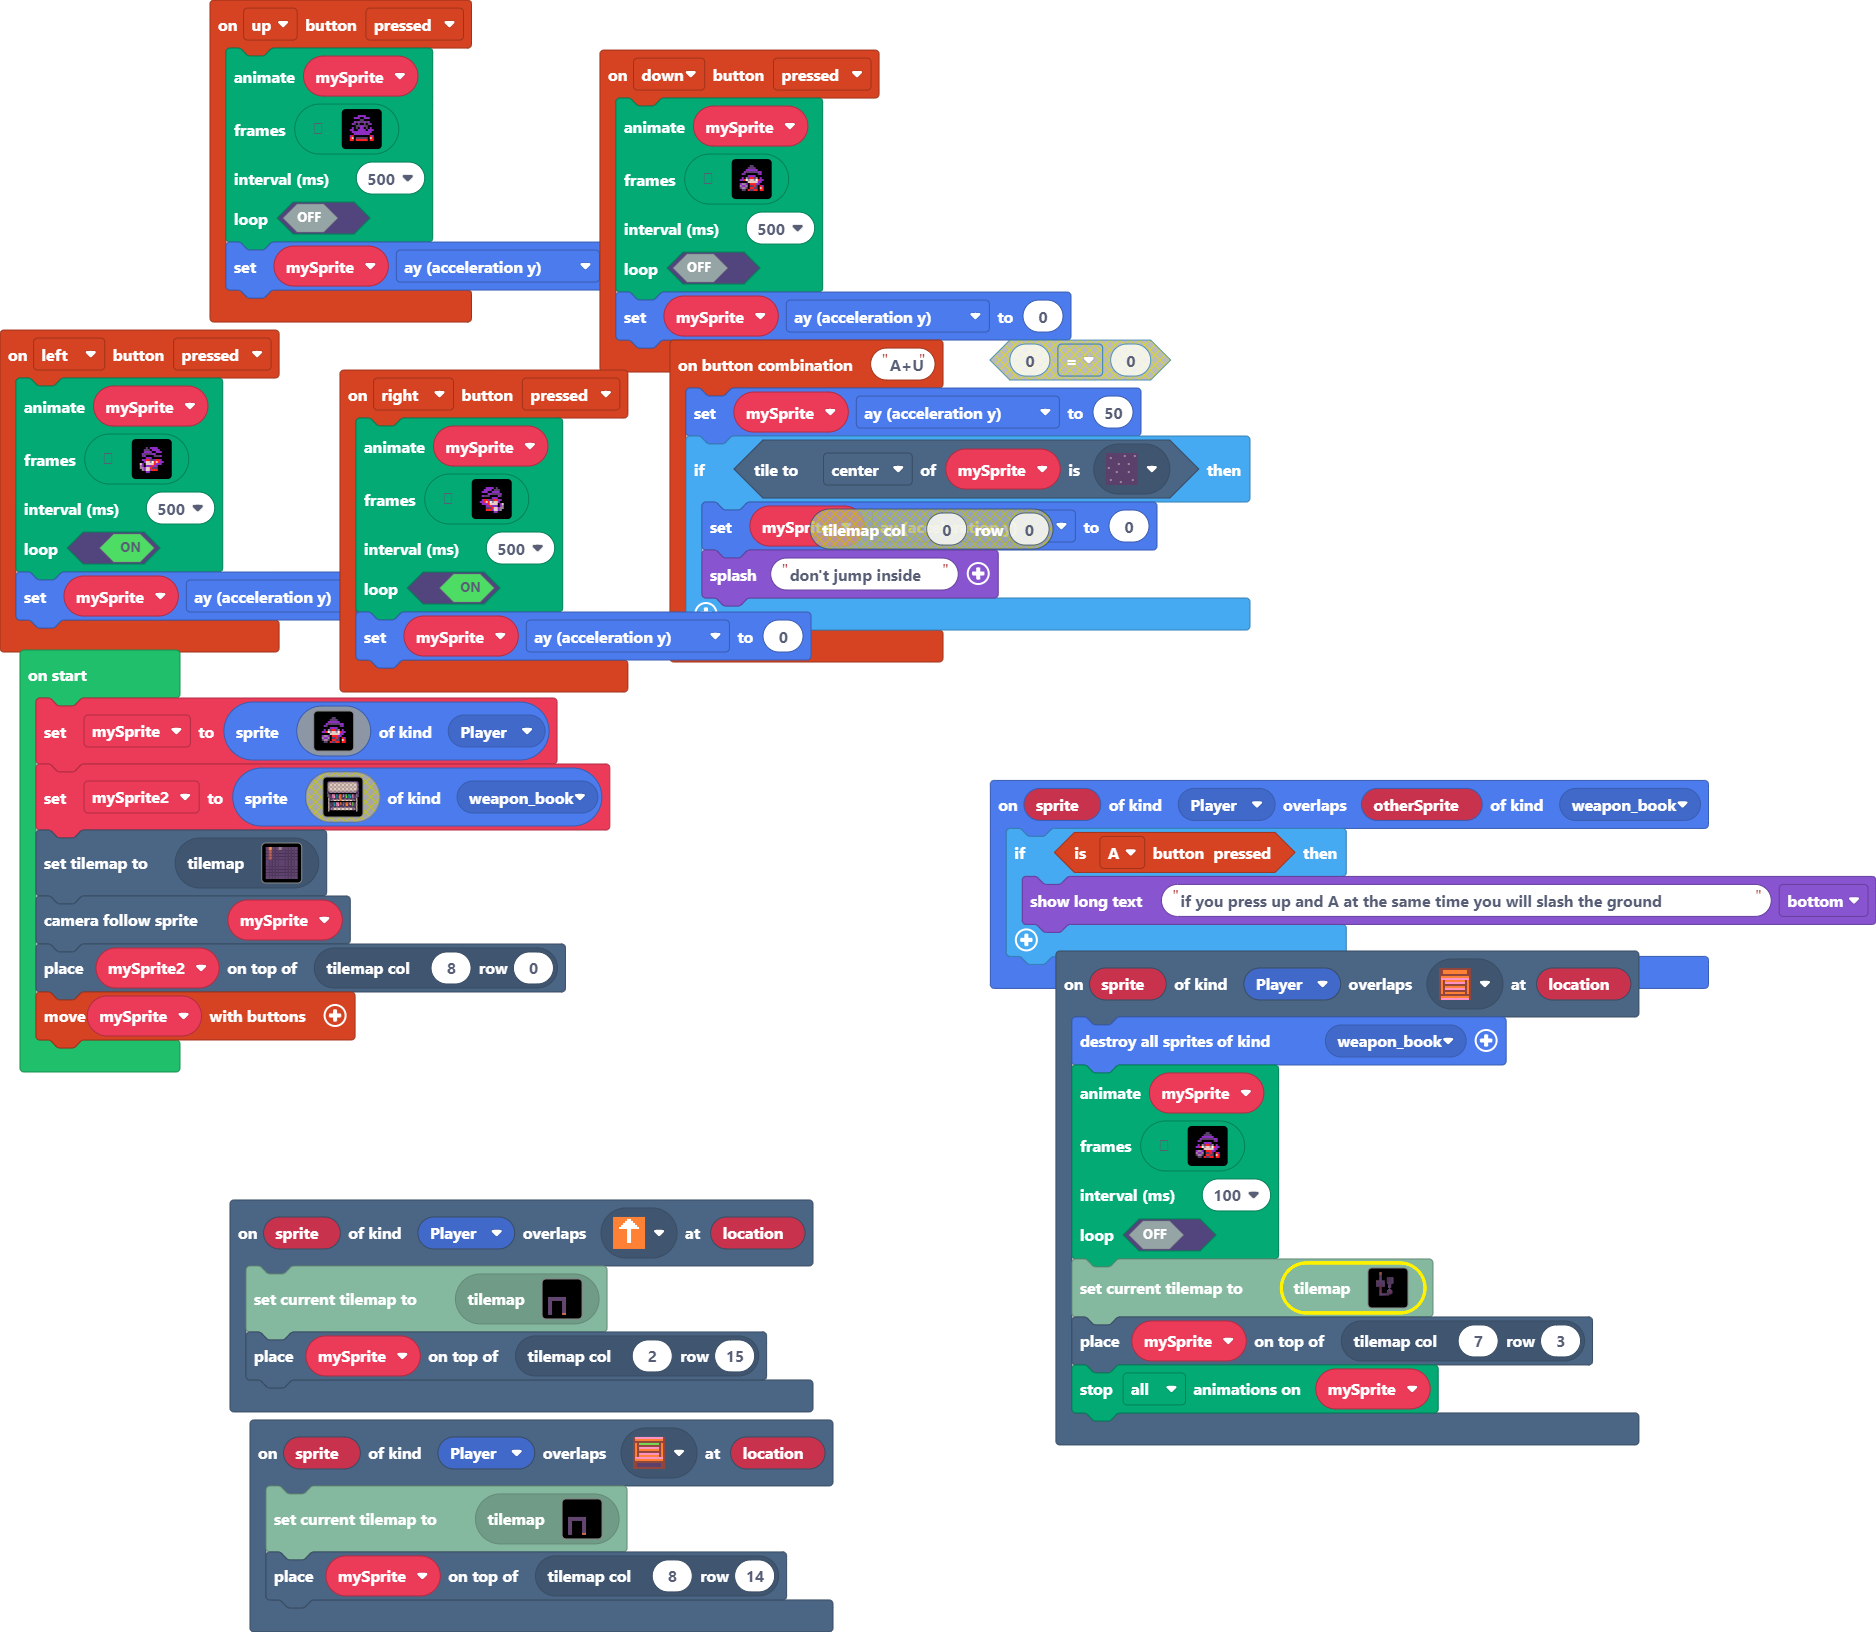 on up button pressed
animate mySprite
frames
interval (ms) 500
loop OFF
set mySprite ay (acceleration y)
on down button pressed
animate mySprite
frames
interval (ms) 500
loop OFF
set mySprite ay (acceleration y) to 0
on left button pressed
animate mySprite
frames
interval (ms) 500
loop ON
set mySprite ay (acceleration y)
on right button pressed
animate mySprite
frames
interval (ms) 500
loop ON
set mySprite ay (acceleration y) to 0
on button combination "A+U"
0 = 0
set mySprite ay (acceleration y) to 50
if tile to center of mySprite is then
set to 0
tilemap col 0 row 0
splash "don't jump inside "
on start
set mySprite to sprite of kind Player
set mySprite2 to sprite of kind weapon_book
set tilemap to tilemap
camera follow sprite mySprite
place mySprite2 on top of tilemap col 8 row 0
move mySprite with buttons
on sprite of kind Player overlaps otherSprite of kind weapon_book
if is A button pressed then
show long text "if you press up and A at the same time you will slash the ground " bottom
on sprite of kind Player overlaps at location
destroy all sprites of kind weapon_book
animate mySprite
frames
interval (ms) 100
loop OFF
set current tilemap to tilemap
place mySprite on top of tilemap col 7 row 3
stop all animations on mySprite
on sprite of kind Player overlaps at location
set current tilemap to tilemap
place mySprite on top of tilemap col 2 row 15
on sprite of kind Player overlaps at location
set current tilemap to tilemap
place mySprite on top of tilemap col 8 row 14